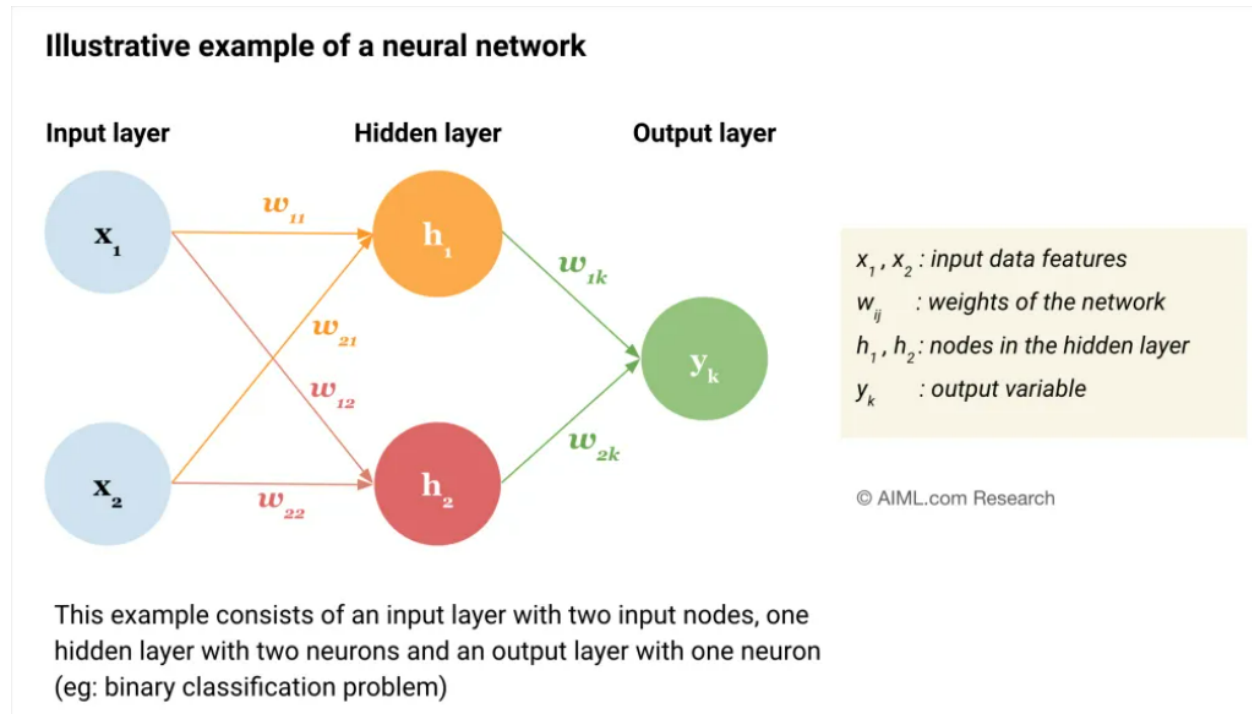 Illustrative example of a neural network
Input layer
Hidden layer
Output layer
x₁
w₁₁
h₁
w₁ₖ
w₂₁
w₁₂
yₖ
x₂
w₂₂
h₂
w₂ₖ
x₁, x₂ : input data features
wᵢⱼ : weights of the network
h₁, h₂ : nodes in the hidden layer
yₖ : output variable
© AIML.com Research
This example consists of an input layer with two input nodes, one
hidden layer with two neurons and an output layer with one neuron
(eg: binary classification problem)